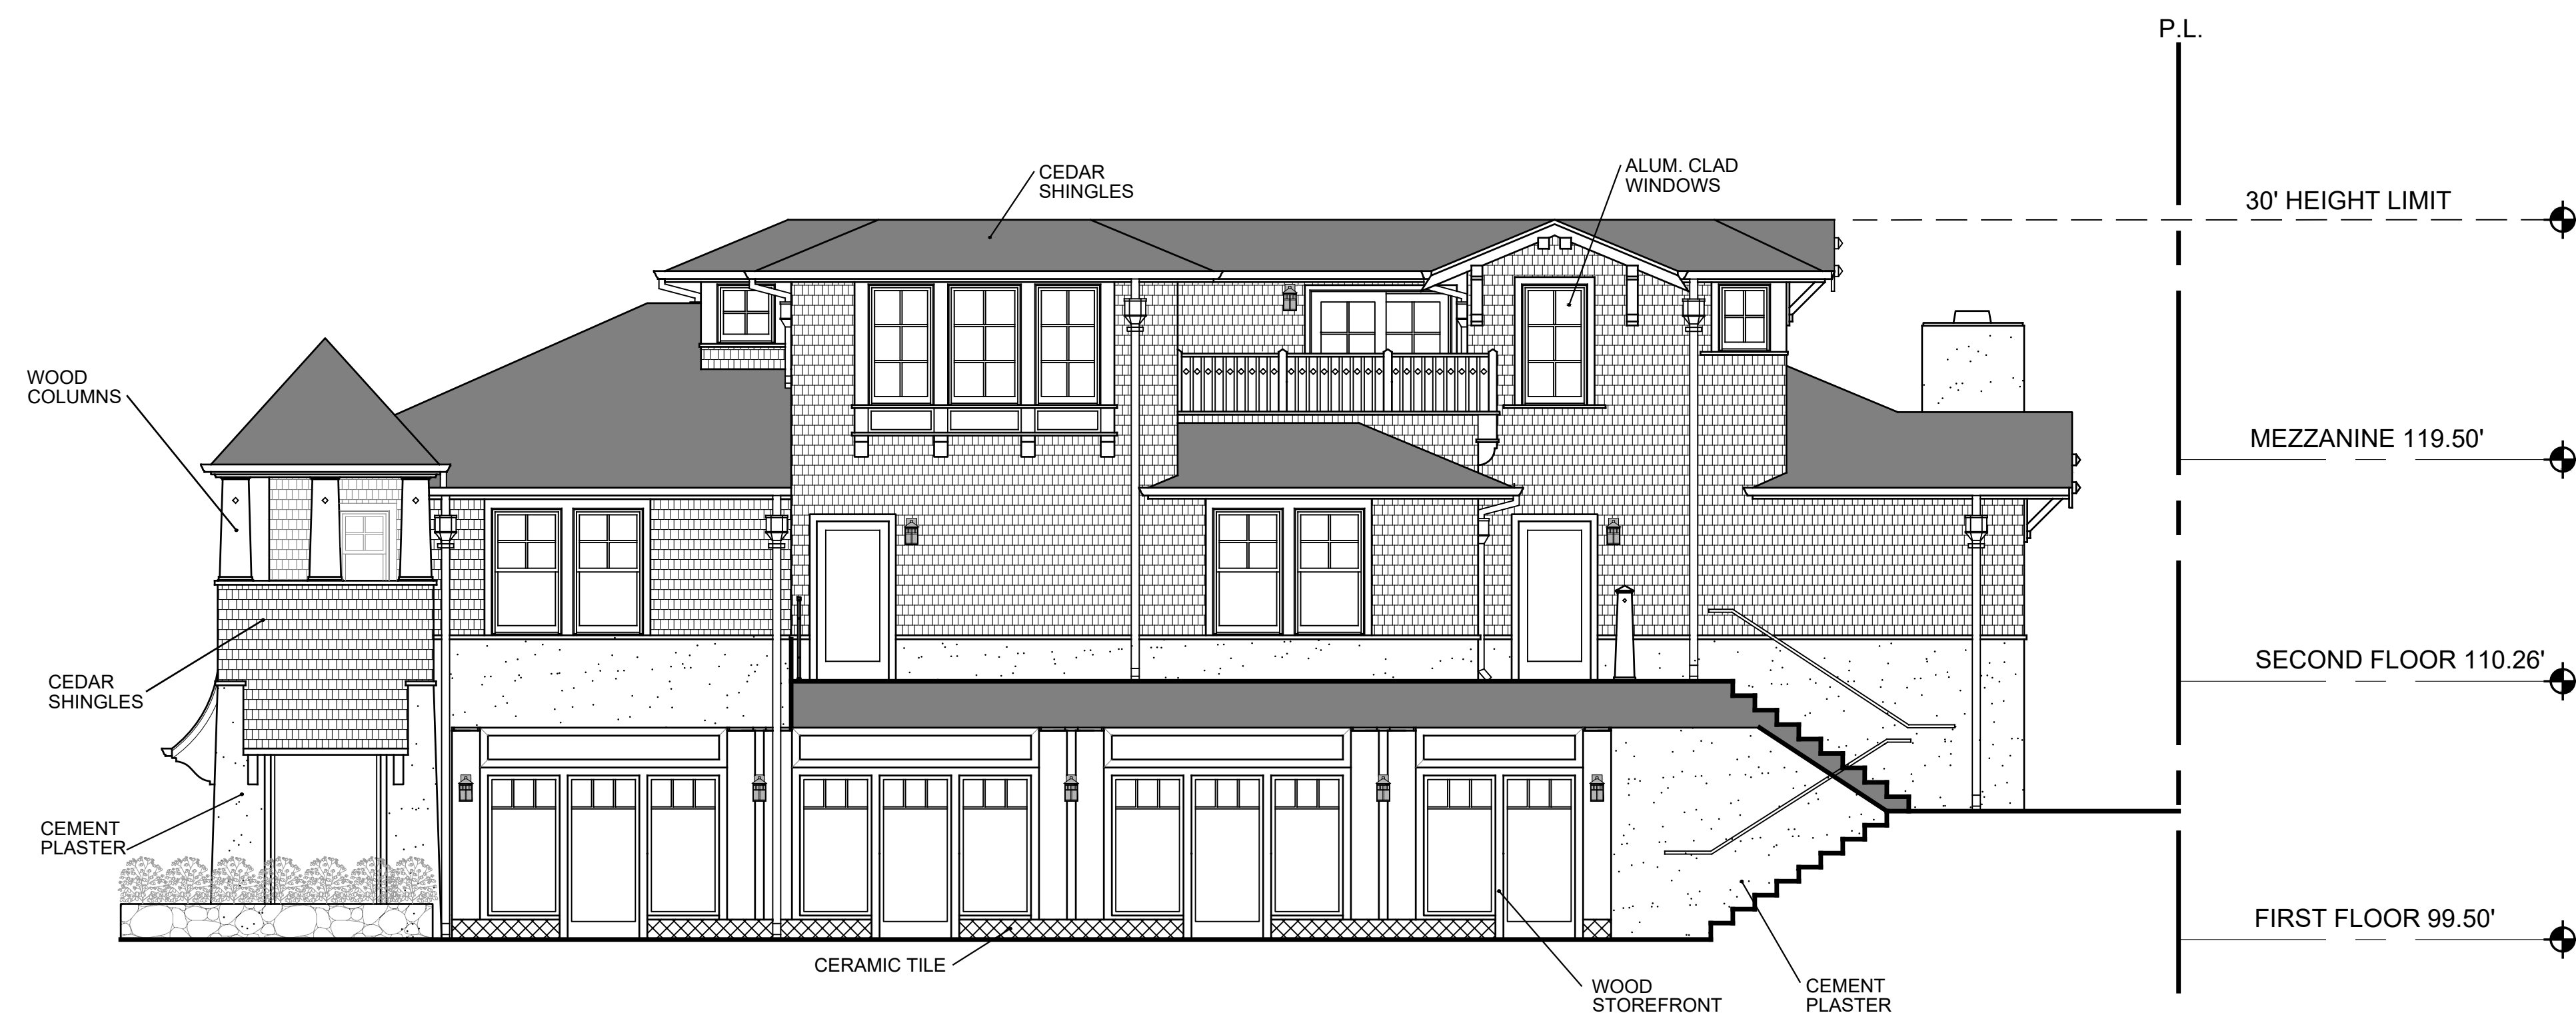 P.L.
CEDAR
SHINGLES
ALUM. CLAD
WINDOWS
30' HEIGHT LIMIT
WOOD
COLUMNS
MEZZANINE 119.50'
SECOND FLOOR 110.26'
CEDAR
SHINGLES
CEMENT
PLASTER
FIRST FLOOR 99.50'
CERAMIC TILE
WOOD
STOREFRONT
CEMENT
PLASTER